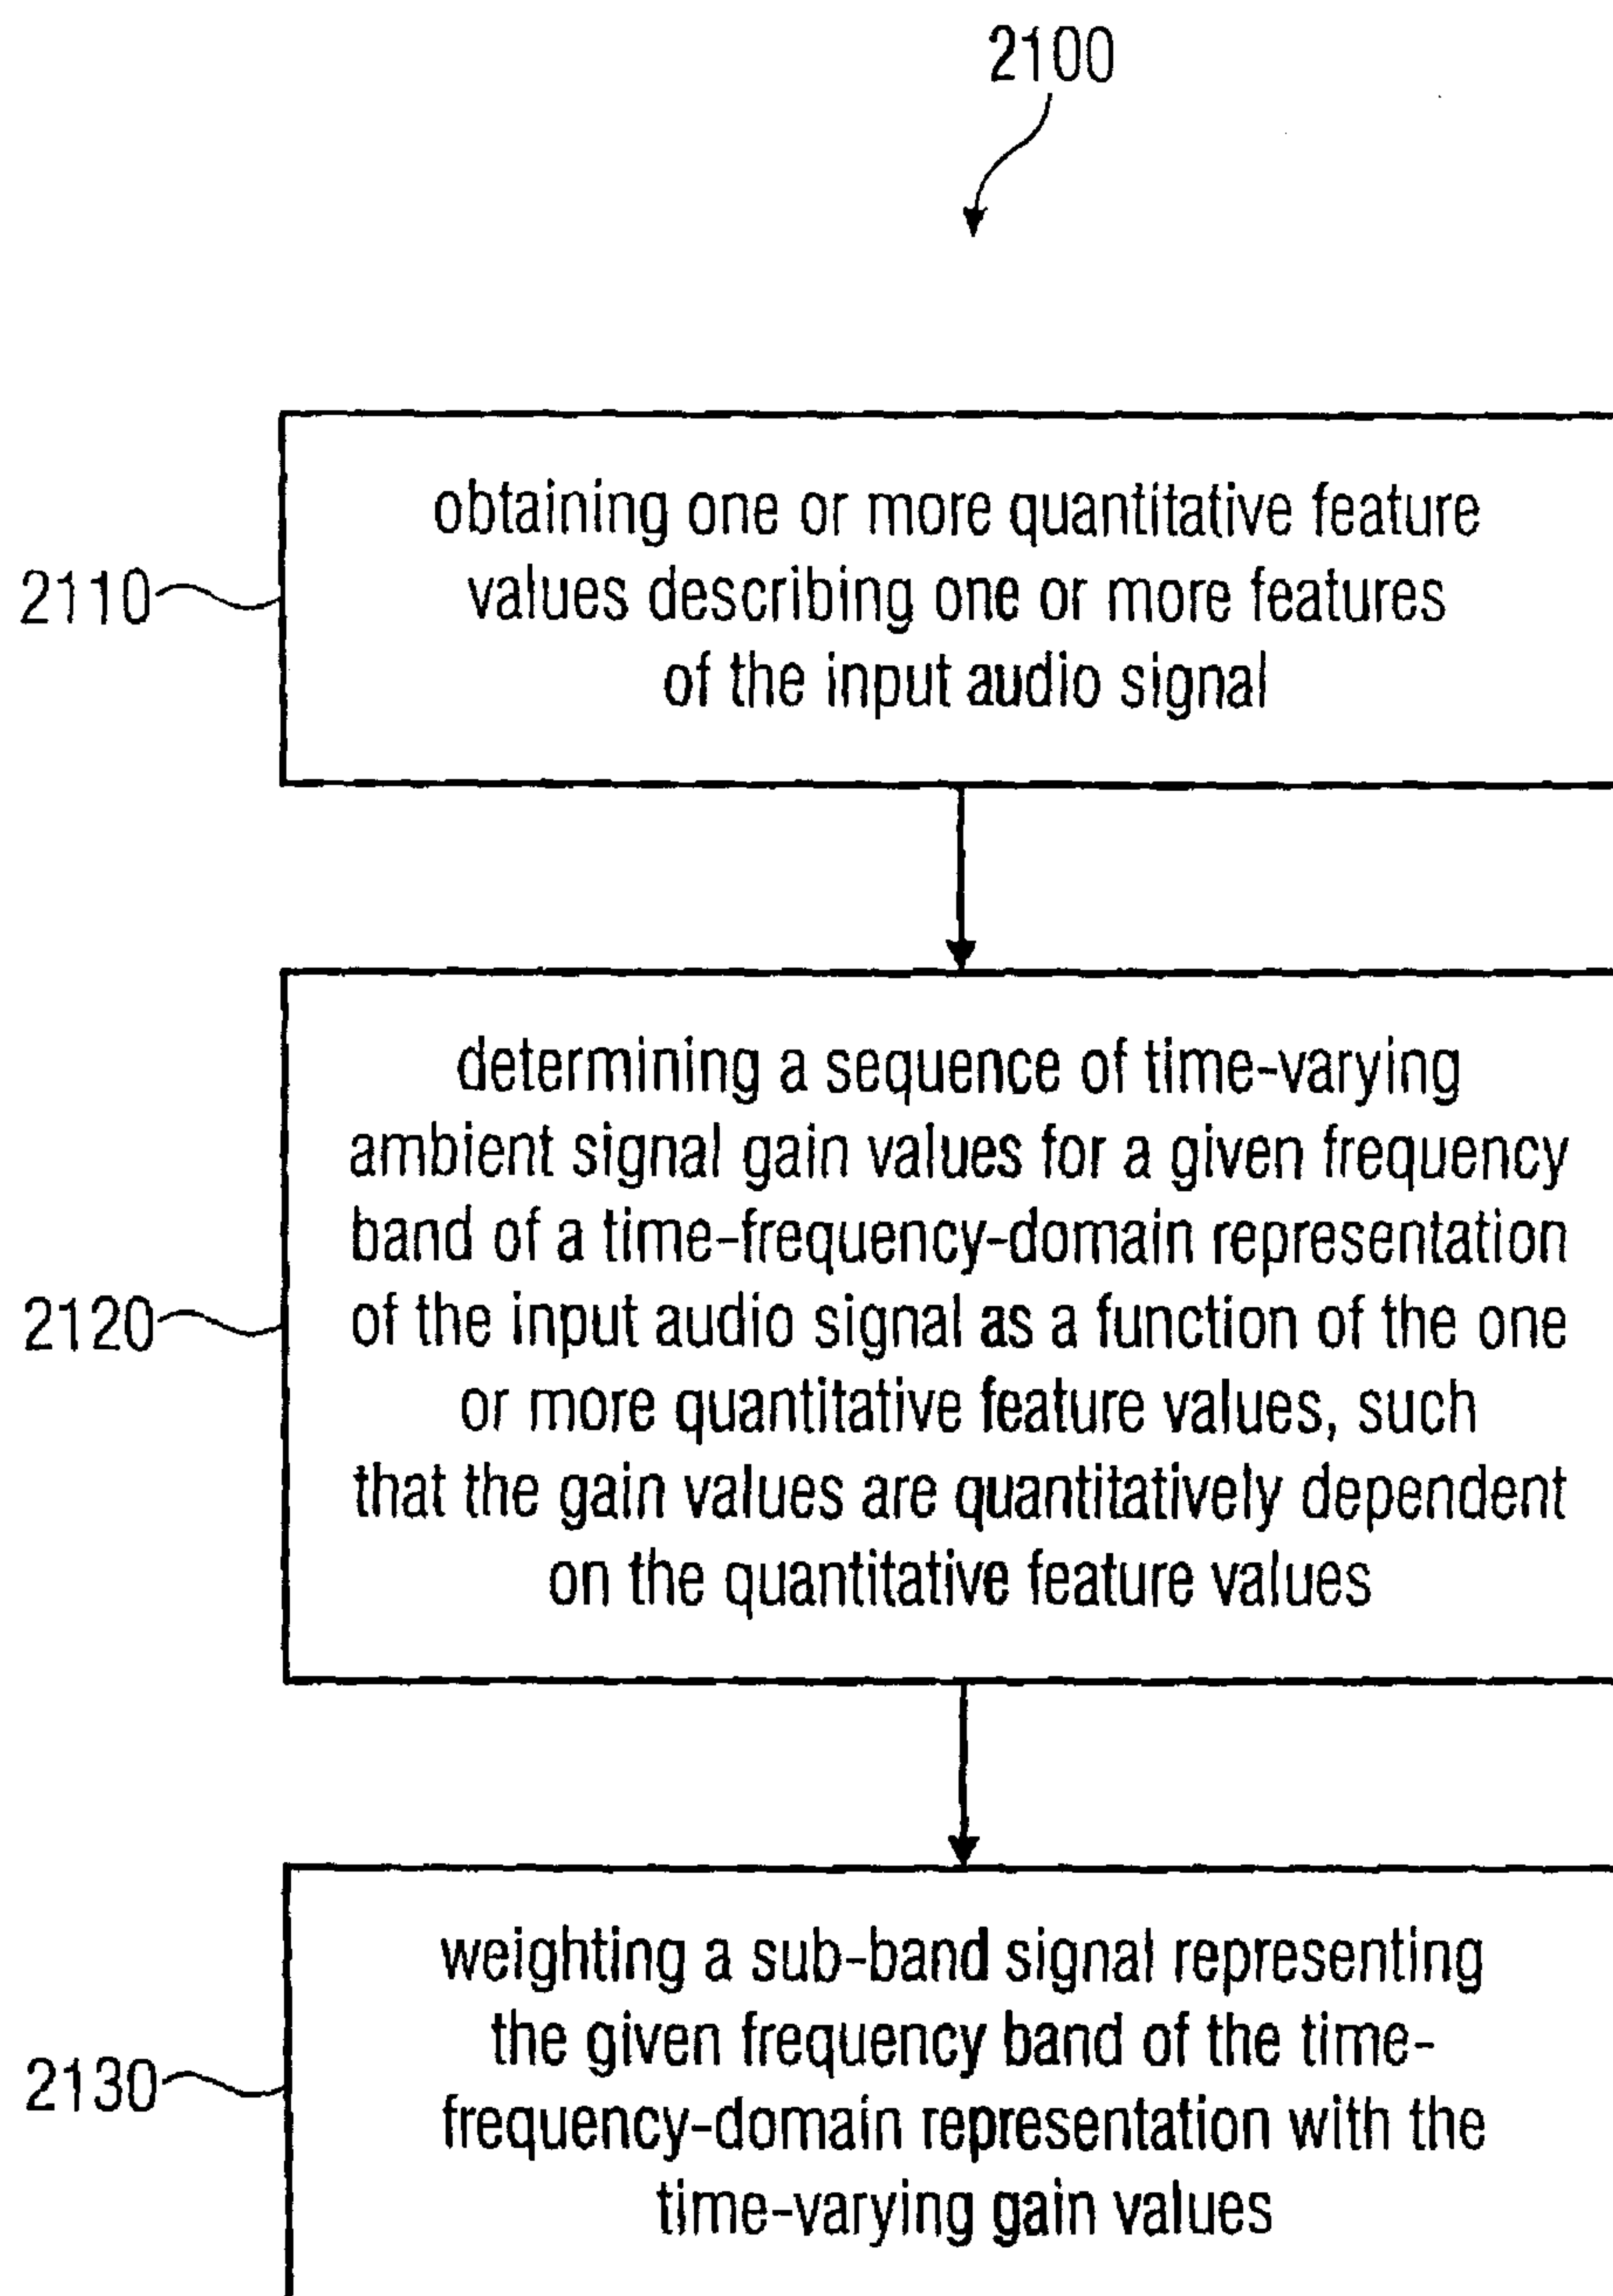 2100
obtaining one or more quantitative feature
values describing one or more features
of the input audio signal
2110
determining a sequence of time-varying
ambient signal gain values for a given frequency
band of a time-frequency-domain representation
of the input audio signal as a function of the one
or more quantitative feature values, such
that the gain values are quantitatively dependent
on the quantitative feature values
2120
weighting a sub-band signal representing
the given frequency band of the time-
frequency-domain representation with the
time-varying gain values
2130